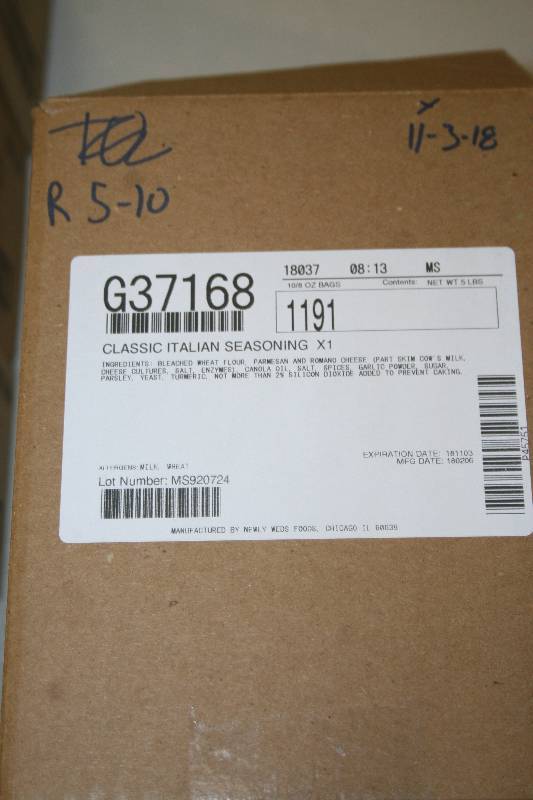 x
11-3-18
R 5-10
18037 08:13 MS
G37168
10/8 OZ BAGS Contents: NET WT 5 LBS
1191
CLASSIC ITALIAN SEASONING X1
INGREDIENTS: BLEACHED WHEAT FLOUR, PARMESAN AND ROMANO CHEESE (PART SKIM COW'S MILK,
CHEESE CULTURES, SALT, ENZYMES), CANOLA OIL, SALT, SPICES, GARLIC POWDER, SUGAR,
PARSLEY, YEAST, TURMERIC, NOT MORE THAN 2% SILICON DIOXIDE ADDED TO PREVENT CAKING.
P45751
EXPIRATION DATE: 181103
MFG DATE: 180206
ALLERGENS: MILK, WHEAT
Lot Number: MS920724
MANUFACTURED BY NEWLY WEDS FOODS, CHICAGO IL 60639